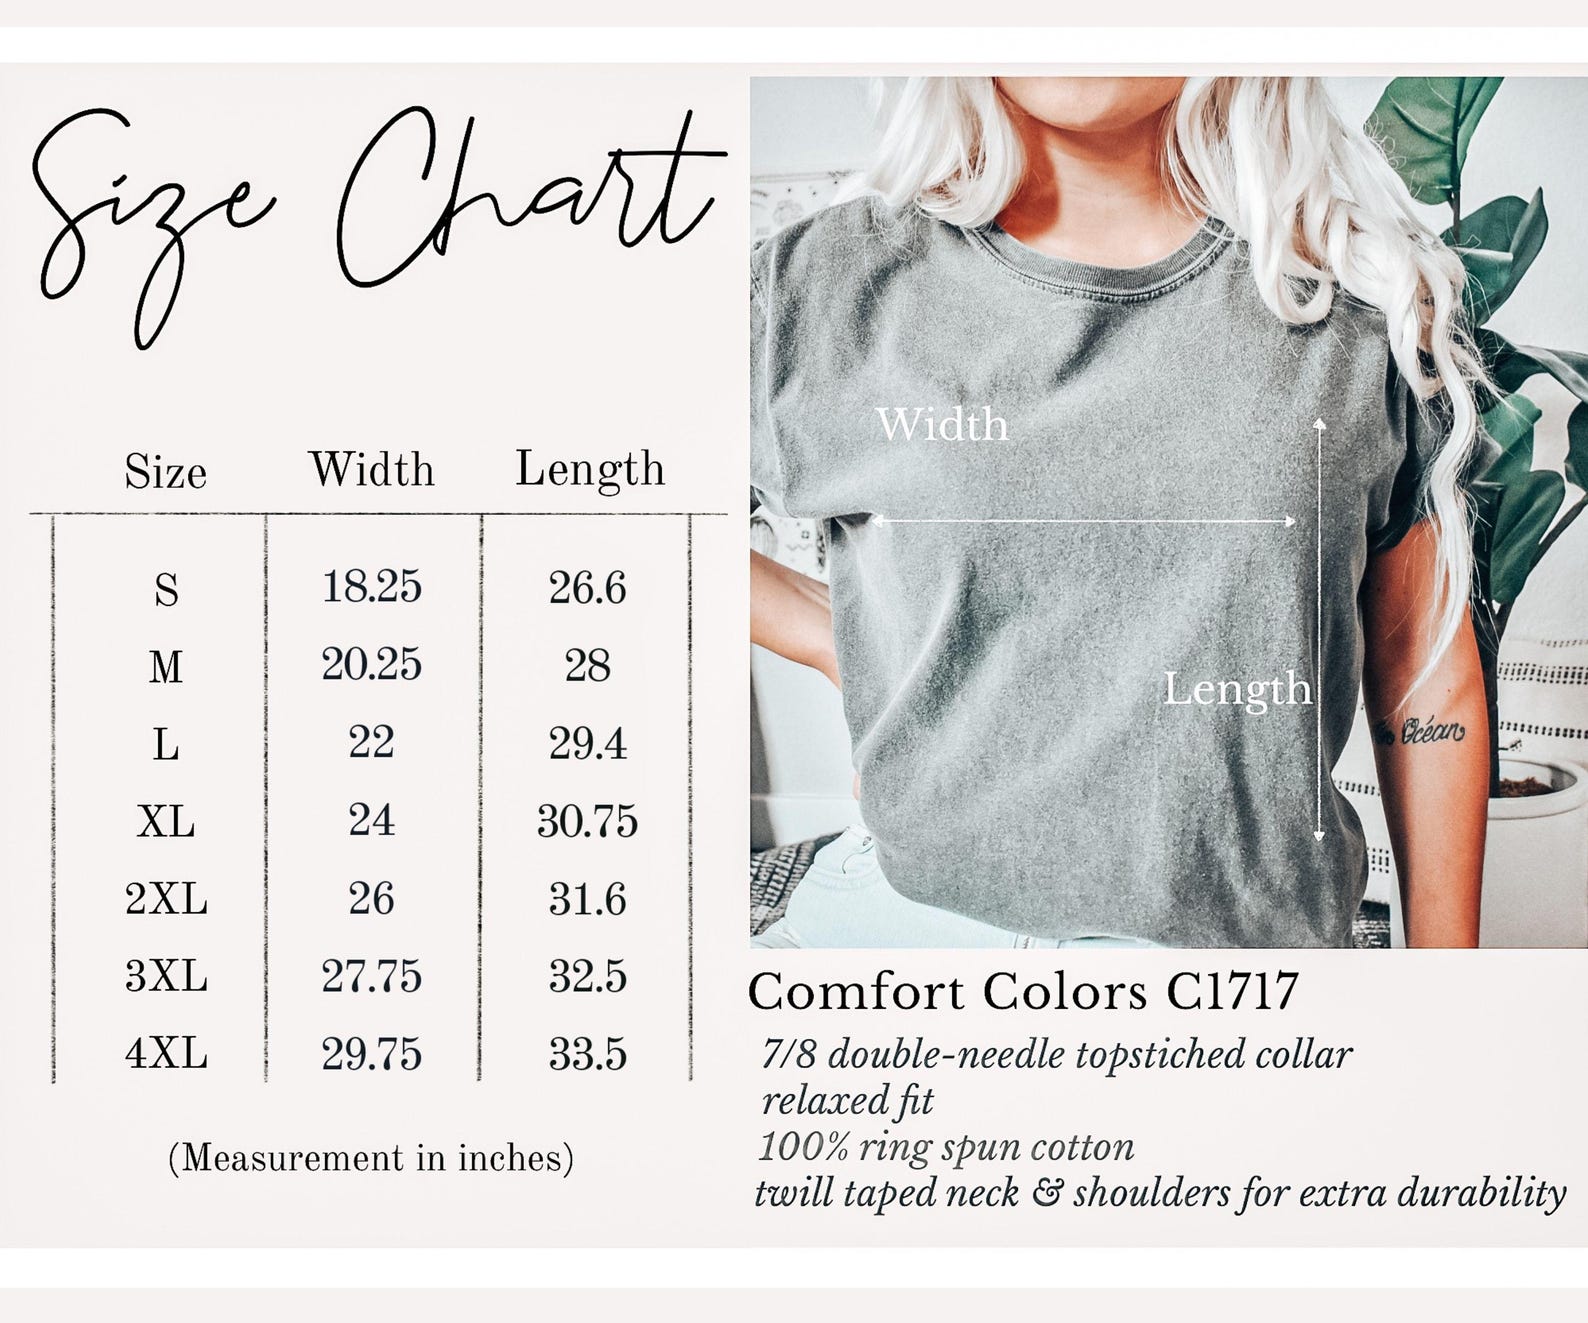 Size Chart
Size Width Length
S 18.25 26.6
M 20.25 28
L 22 29.4
XL 24 30.75
2XL 26 31.6
3XL 27.75 32.5
4XL 29.75 33.5
(Measurement in inches)
Width
Length
Océan
Comfort Colors C1717
7/8 double-needle topstiched collar
relaxed fit
100% ring spun cotton
twill taped neck & shoulders for extra durability